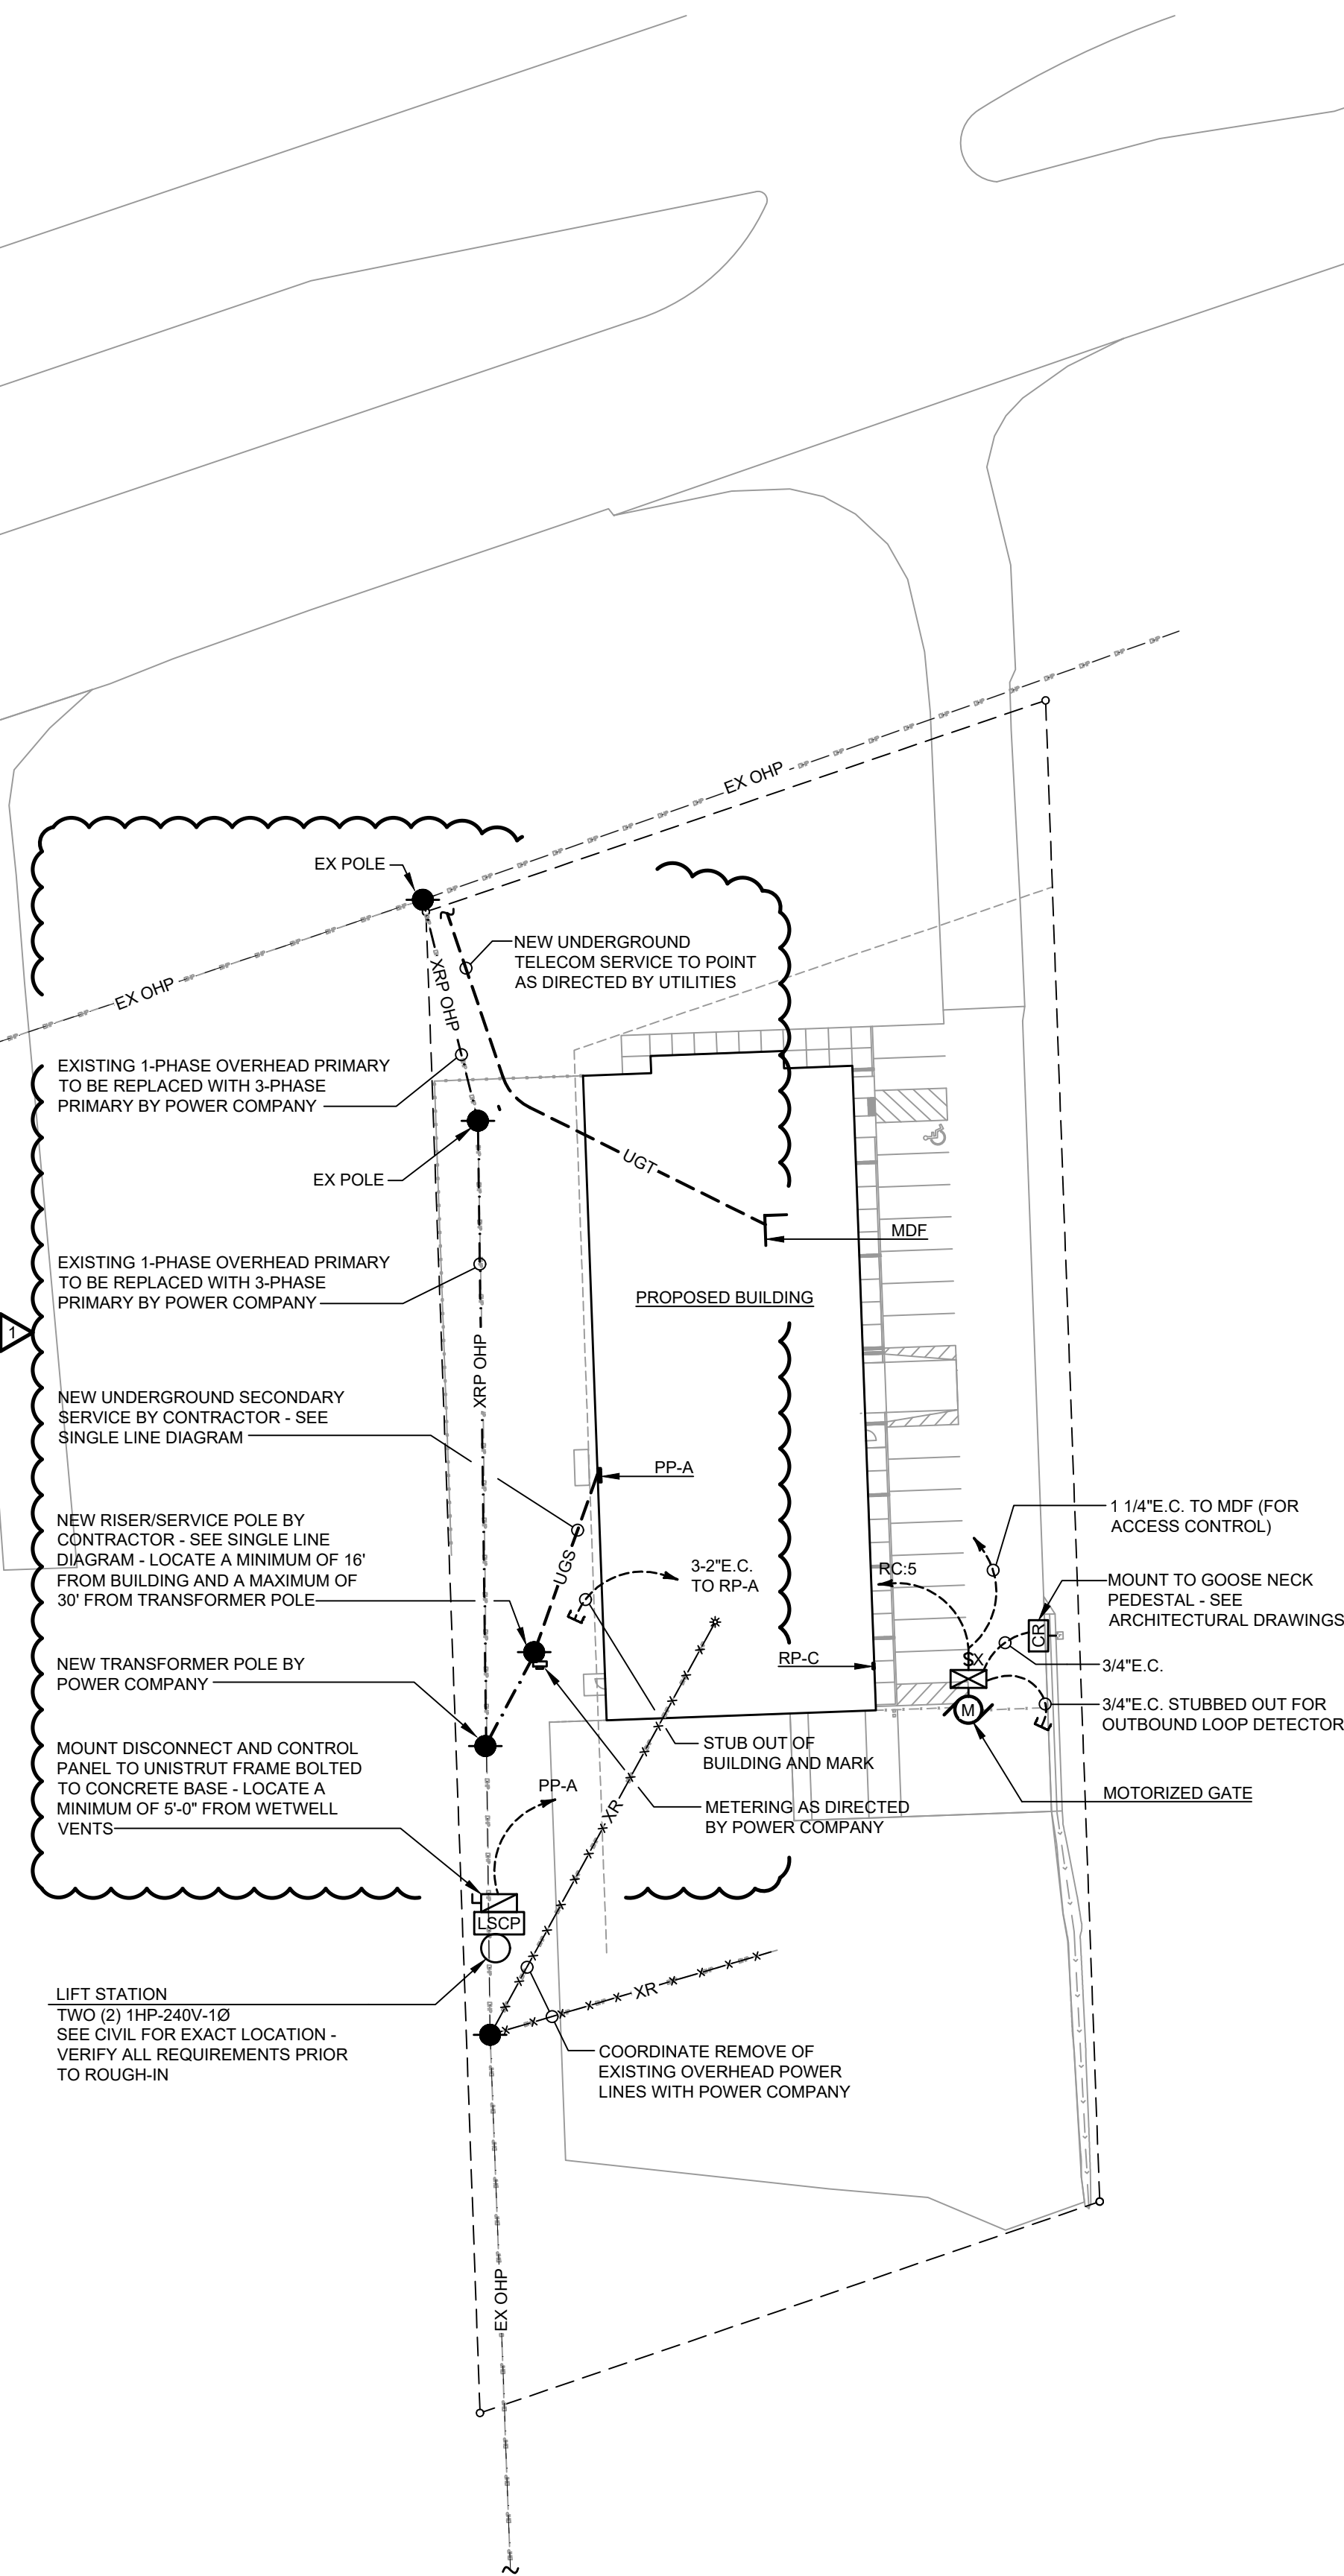 EX OHP
EX POLE
NEW UNDERGROUND
TELECOM SERVICE TO POINT
AS DIRECTED BY UTILITIES
EX OHP
XRP OHP
EXISTING 1-PHASE OVERHEAD PRIMARY
TO BE REPLACED WITH 3-PHASE
PRIMARY BY POWER COMPANY
UGT
EX POLE
MDF
EXISTING 1-PHASE OVERHEAD PRIMARY
TO BE REPLACED WITH 3-PHASE
PRIMARY BY POWER COMPANY
PROPOSED BUILDING
1
XRP OHP
NEW UNDERGROUND SECONDARY
SERVICE BY CONTRACTOR - SEE
SINGLE LINE DIAGRAM
PP-A
NEW RISER/SERVICE POLE BY
CONTRACTOR - SEE SINGLE LINE
DIAGRAM - LOCATE A MINIMUM OF 16'
FROM BUILDING AND A MAXIMUM OF
30' FROM TRANSFORMER POLE
UGS
3-2"E.C.
TO RP-A
E
RC:5
1 1/4"E.C. TO MDF (FOR
ACCESS CONTROL)
MOUNT TO GOOSE NECK
PEDESTAL - SEE
ARCHITECTURAL DRAWINGS
CR
3/4"E.C.
RP-C
M
E
3/4"E.C. STUBBED OUT FOR
OUTBOUND LOOP DETECTOR
MOTORIZED GATE
NEW TRANSFORMER POLE BY
POWER COMPANY
STUB OUT OF
BUILDING AND MARK
MOUNT DISCONNECT AND CONTROL
PANEL TO UNISTRUT FRAME BOLTED
TO CONCRETE BASE - LOCATE A
MINIMUM OF 5'-0" FROM WETWELL
VENTS
PP-A
XR
METERING AS DIRECTED
BY POWER COMPANY
LSCP
LIFT STATION
TWO (2) 1HP-240V-1Ø
SEE CIVIL FOR EXACT LOCATION -
VERIFY ALL REQUIREMENTS PRIOR
TO ROUGH-IN
XR
COORDINATE REMOVE OF
EXISTING OVERHEAD POWER
LINES WITH POWER COMPANY
EX OHP